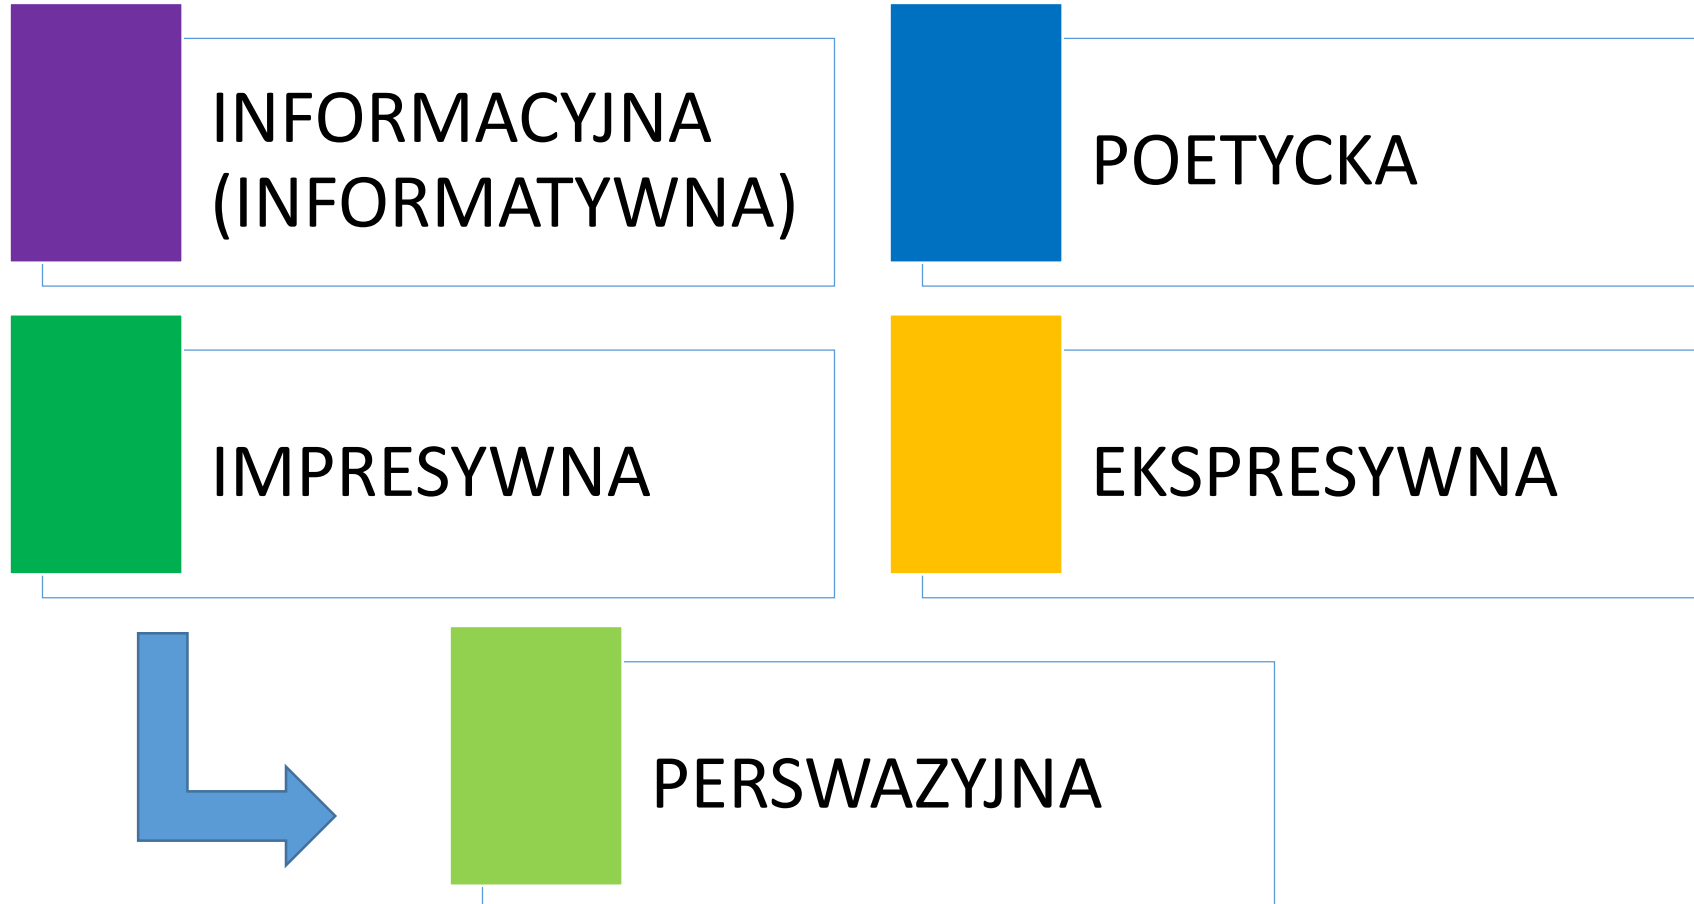 INFORMACYJNA
(INFORMATYWNA)
POETYCKA
IMPRESYWNA
EKSPRESYWNA
PERSWAZYJNA